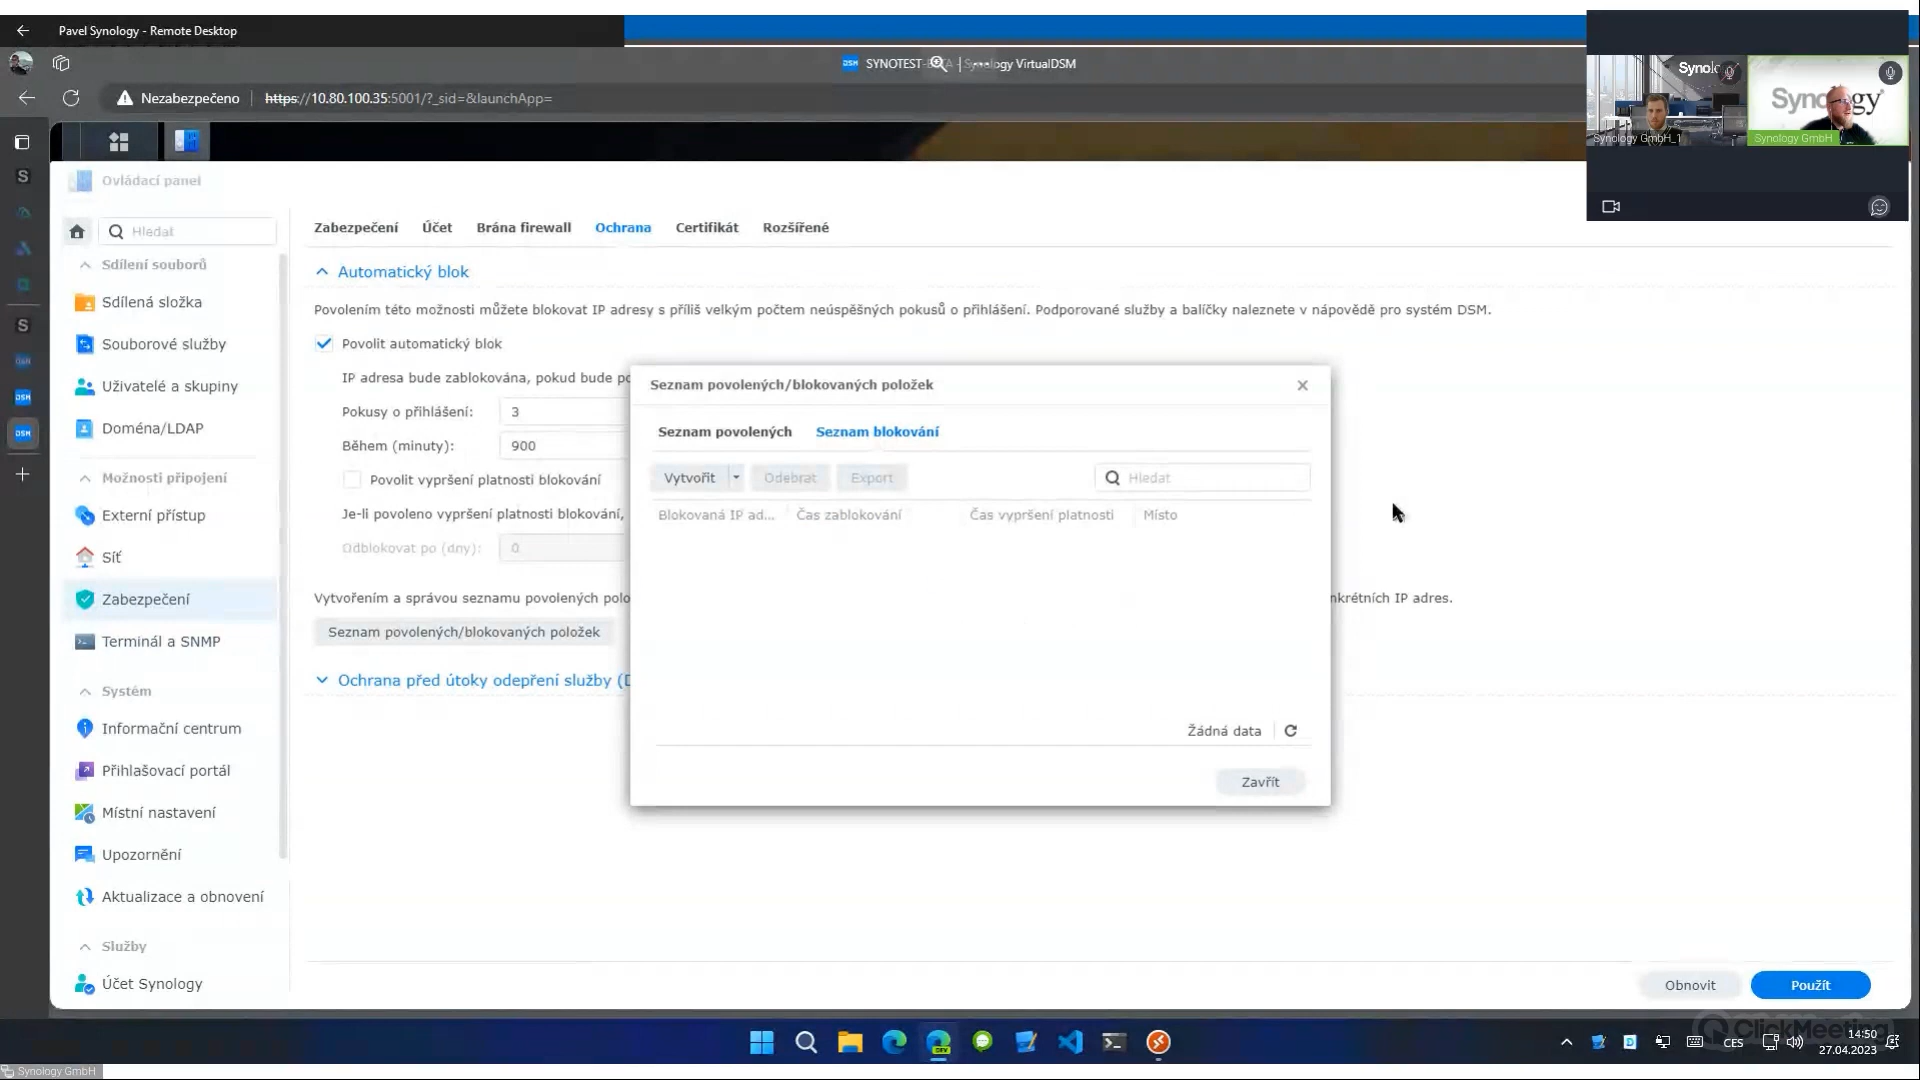 Pavel Synology - Remote Desktop
SYNOTEST
Synology VirtualDSM
Nezabezpečeno
https://10.80.100.35:5001/?_sid=&launchApp=
Synology GmbH_1
Synology
Synology GmbH
Ovládací panel
Hledat
Sdílení souborů
Sdílená složka
Souborové služby
Uživatelé a skupiny
Doména/LDAP
Možnosti připojení
Externí přístup
Síť
Zabezpečení
Terminál a SNMP
Systém
Informační centrum
Přihlašovací portál
Místní nastavení
Upozornění
Aktualizace a obnovení
Služby
Účet Synology
Zabezpečení
Účet
Brána firewall
Ochrana
Certifikát
Rozšířené
Automatický blok
Povolením této možnosti můžete blokovat IP adresy s příliš velkým počtem neúspěšných pokusů o přihlášení. Podporované služby a balíčky naleznete v nápovědě pro systém DSM.
Povolit automatický blok
IP adresa bude zablokována, pokud bude po
Pokusy o přihlášení: 3
Během (minuty): 900
Povolit vypršení platnosti blokování
Je-li povoleno vypršení platnosti blokování,
Odblokovat po (dny): 0
Vytvořením a správou seznamu povolených polo
nkrétních IP adres.
Seznam povolených/blokovaných položek
Ochrana před útoky odepření služby (D
Seznam povolených/blokovaných položek
Seznam povolených
Seznam blokování
Vytvořit
Odebrat
Export
Hledat
Blokovaná IP ad...
Čas zablokování
Čas vypršení platnosti
Místo
Žádná data
Zavřít
Obnovit
Použít
ClickMeeting
CES
14:50
27.04.2023
Synology GmbH